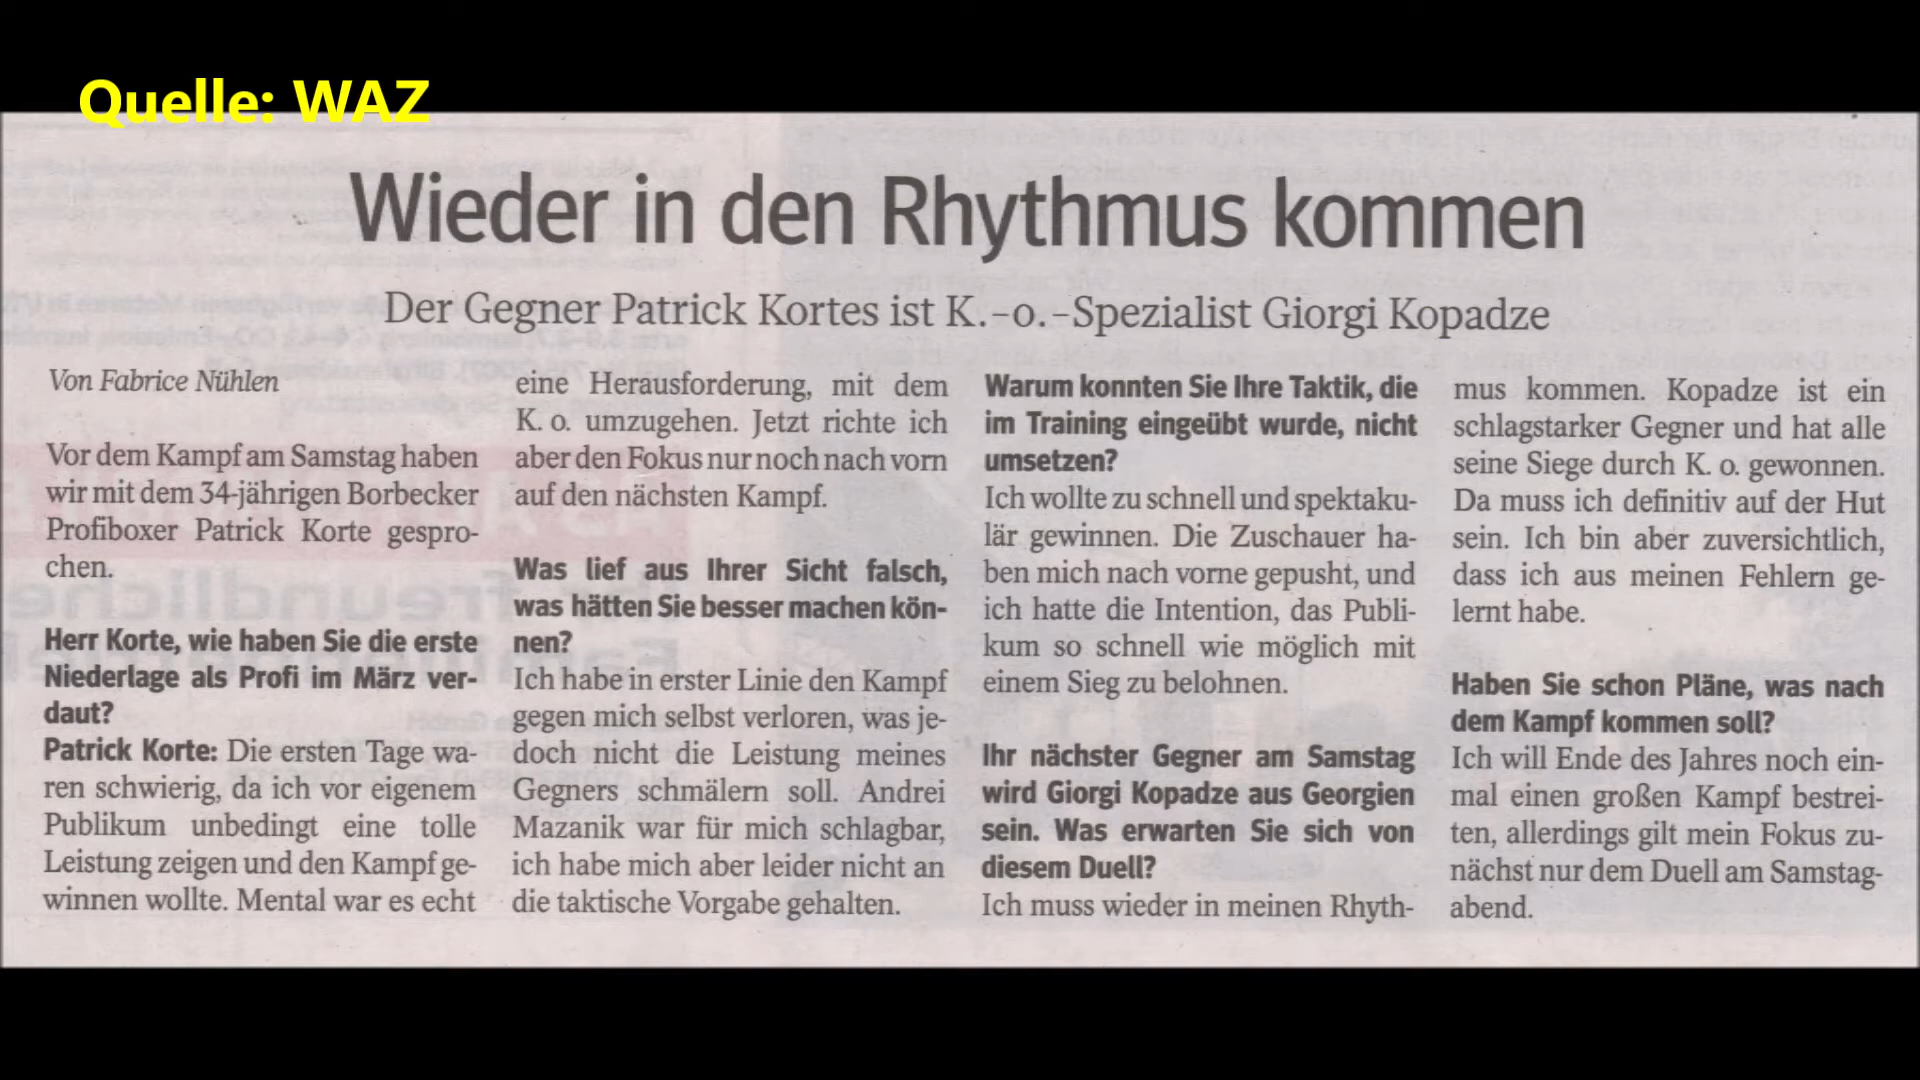 Quelle: WAZ
Wieder in den Rhythmus kommen
Der Gegner Patrick Kortes ist K.-o.-Spezialist Giorgi Kopadze
Von Fabrice Nühlen
Vor dem Kampf am Samstag haben
wir mit dem 34-jährigen Borbecker
Profiboxer Patrick Korte gespro-
chen.
Herr Korte, wie haben Sie die erste
Niederlage als Profi im März ver-
daut?
Patrick Korte: Die ersten Tage wa-
ren schwierig, da ich vor eigenem
Publikum unbedingt eine tolle
Leistung zeigen und den Kampf ge-
winnen wollte. Mental war es echt
eine Herausforderung, mit dem
K. o. umzugehen. Jetzt richte ich
aber den Fokus nur noch nach vorn
auf den nächsten Kampf.
Was lief aus Ihrer Sicht falsch,
was hätten Sie besser machen kön-
nen?
Ich habe in erster Linie den Kampf
gegen mich selbst verloren, was je-
doch nicht die Leistung meines
Gegners schmälern soll. Andrei
Mazanik war für mich schlagbar,
ich habe mich aber leider nicht an
die taktische Vorgabe gehalten.
Warum konnten Sie Ihre Taktik, die
im Training eingeübt wurde, nicht
umsetzen?
Ich wollte zu schnell und spektaku-
lär gewinnen. Die Zuschauer ha-
ben mich nach vorne gepusht, und
ich hatte die Intention, das Publi-
kum so schnell wie möglich mit
einem Sieg zu belohnen.
Ihr nächster Gegner am Samstag
wird Giorgi Kopadze aus Georgien
sein. Was erwarten Sie sich von
diesem Duell?
Ich muss wieder in meinen Rhyth-
mus kommen. Kopadze ist ein
schlagstarker Gegner und hat alle
seine Siege durch K. o. gewonnen.
Da muss ich definitiv auf der Hut
sein. Ich bin aber zuversichtlich,
dass ich aus meinen Fehlern ge-
lernt habe.
Haben Sie schon Pläne, was nach
dem Kampf kommen soll?
Ich will Ende des Jahres noch ein-
mal einen großen Kampf bestrei-
ten, allerdings gilt mein Fokus zu-
nächst nur dem Duell am Samstag-
abend.